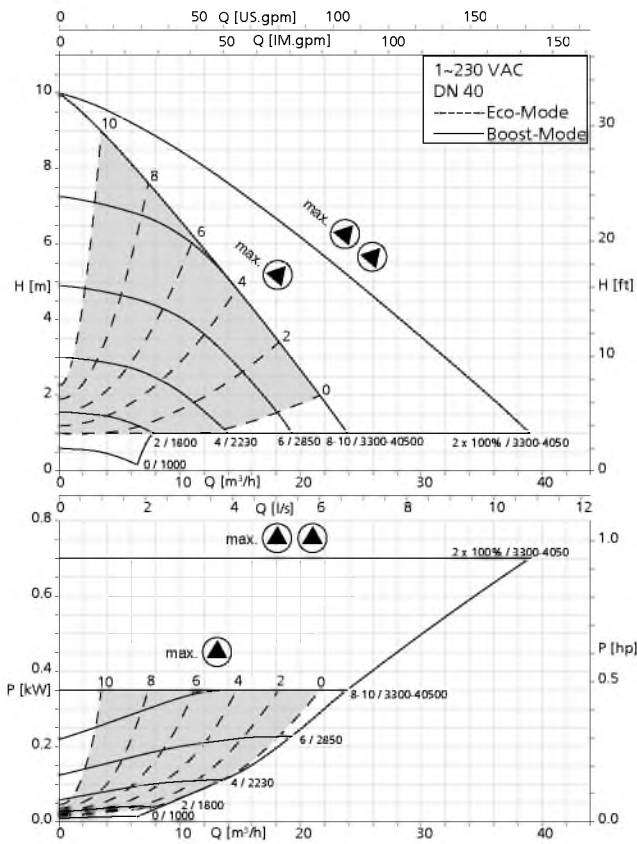 0 50 Q [US.gpm] 100 150
0 Q [IM.gpm] 50 100 150
1~230 VAC
DN 40
Eco-Mode
Boost-Mode
10
8
6
H [m]
4
2
0
30
20
H [ft]
10
0
10
8
6
4
2
0
max.
max.
0 / 1000
2 / 1800
4 / 2230
6 / 2850
8-10 / 3300-40500
2 x 100% / 3300-4050
0 10 Q [m³/h] 20 30 40
0 2 Q [l/s] 4 6 8 10 12
0.8
0.6
0.4
P [kW]
0.2
0.0
1.0
P [hp]
0.5
0.0
max.
2 x 100% / 3300-4050
max.
10 8 6 4 2 0
8-10 / 3300-40500
6 / 2850
4 / 2230
2 / 1800
0 / 1000
0 10 Q [m³/h] 20 30 40